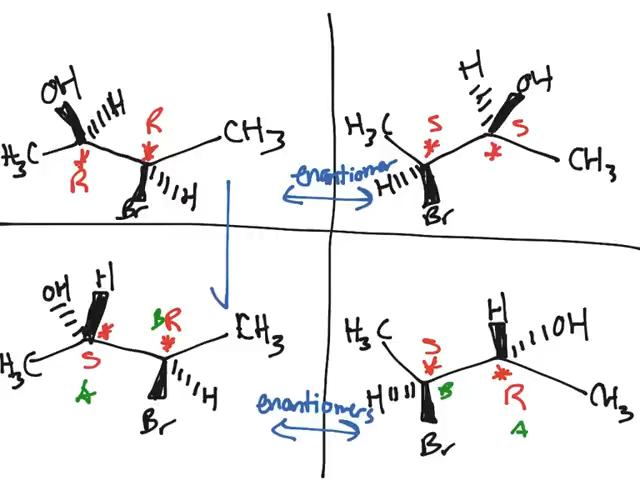 OH
H
R
H₃C
CH₃
*
*
R
H
Br
H
OH
H₃C
S
S
*
*
CH₃
H
Br
enantiomer
OH
H
*
BR
*
CH₃
H₃C
S
A
H
Br
H
OH
H₃C
S
*
*
H
B
R
CH₃
A
Br
enantiomers